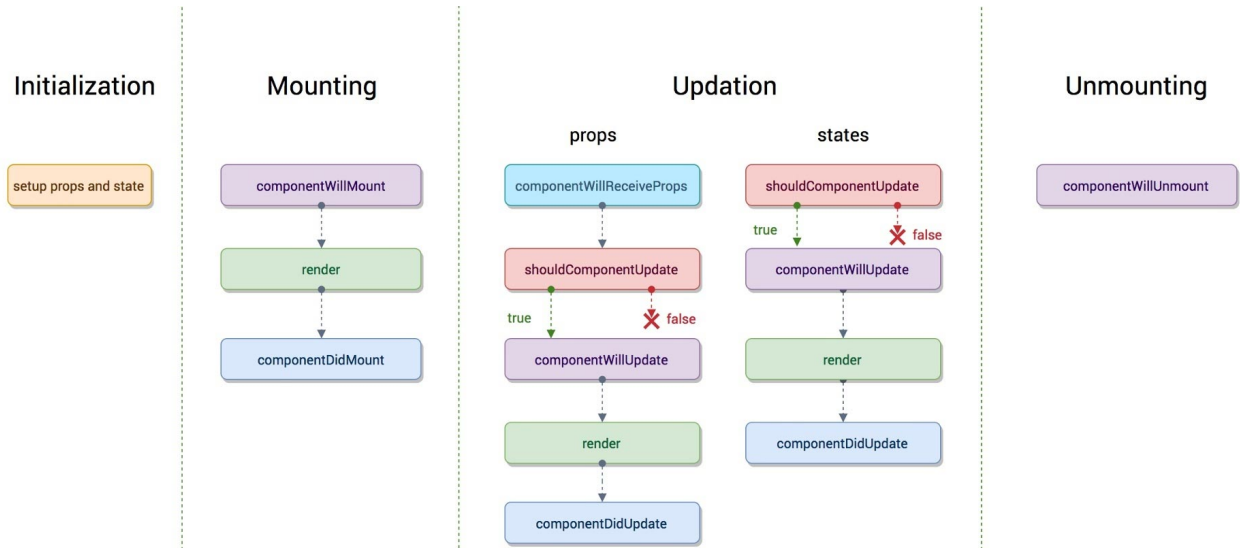 Initialization
setup props and state
Mounting
componentWillMount
render
componentDidMount
Updation
props
componentWillReceiveProps
shouldComponentUpdate
true
false
componentWillUpdate
render
componentDidUpdate
states
shouldComponentUpdate
true
false
componentWillUpdate
render
componentDidUpdate
Unmounting
componentWillUnmount